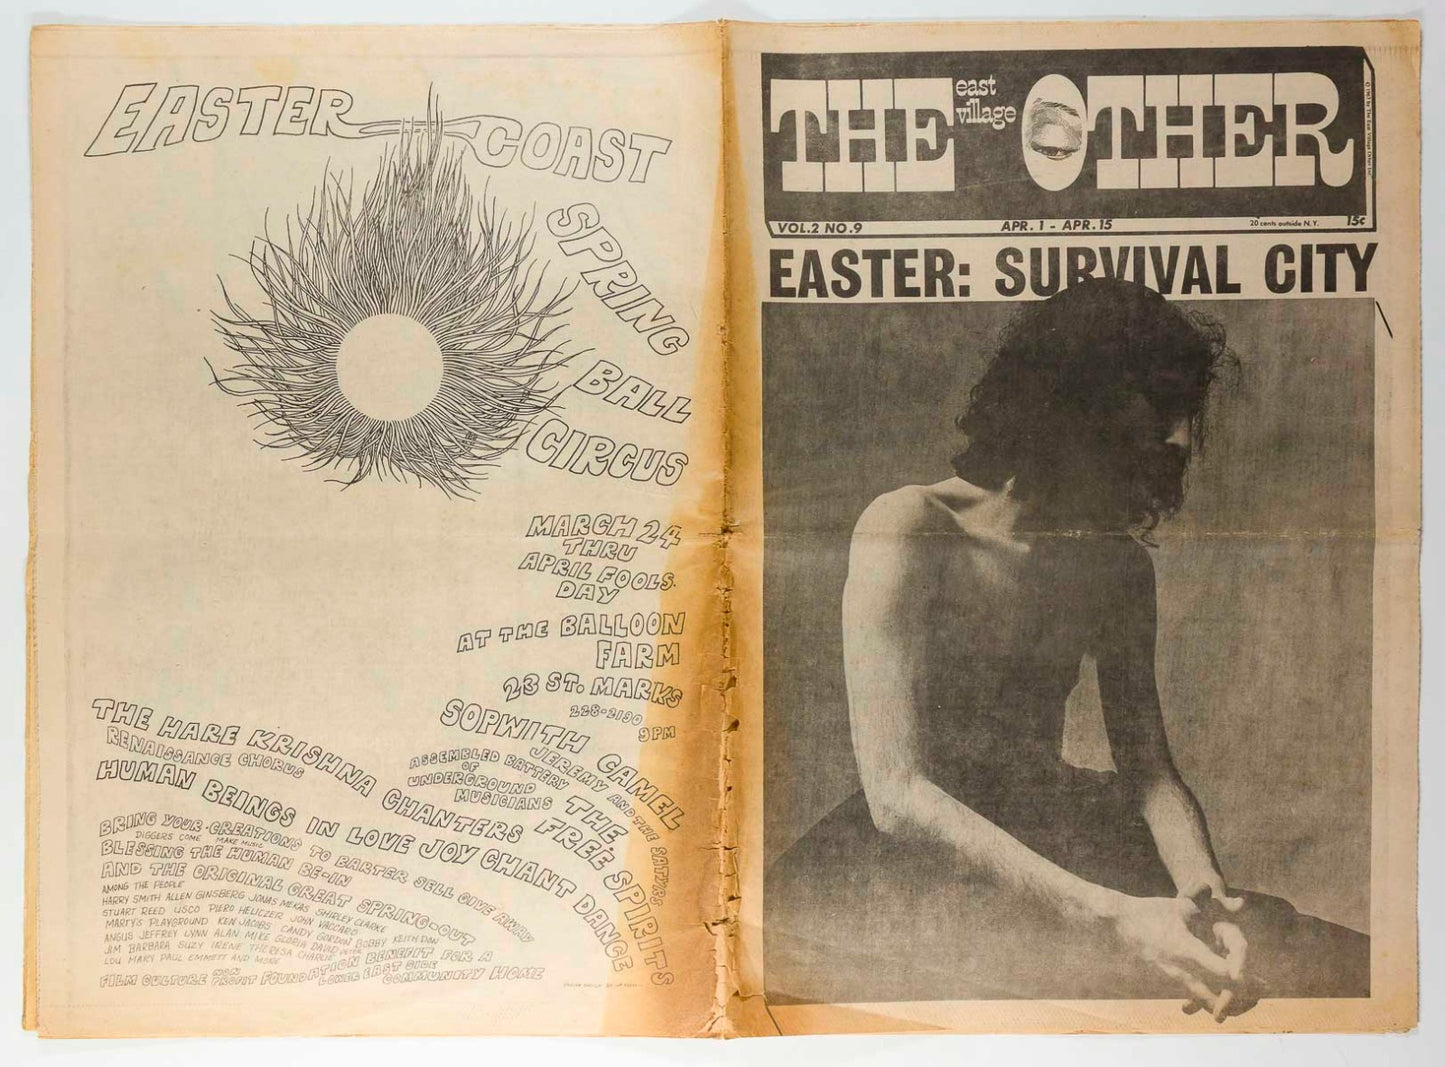 EASTER COAST
SPRING
BALL
CIRCUS
MARCH 24
THRU
APRIL FOOLS
DAY
AT THE BALLOON
FARM
23 ST. MARKS
228-2190
9PM
SOPWITH CAMEL
JEREMY AND THE SATYRS
ASSEMBLED BATTERY
OF
UNDERGROUND
MUSICIANS
THE FREE SPIRITS
THE HARE KRISHNA CHANTERS
RENAISSANCE CHORUS
HUMAN BEINGS IN LOVE JOY CHANT DANCE
BRING YOUR CREATIONS TO BARTER SELL GIVE AWAY
DIGGERS COME MAKE MUSIC
BLESSING THE HUMAN BE-IN
AND THE ORIGINAL GREAT SPRING-OUT
AMONG THE PEOPLE
HARRY SMITH ALLEN GINSBERG JONAS MEKAS SHIRLEY CLARKE
STUART REED USCO PIERO HELICZER JOHN VACCARO
MARTY'S PLAYGROUND KEN JACOBS CANDY GORDON BOBBY KEITH DON
ANGUS JEFFREY LYNN ALAN MIKE GLORIA DAVID PETER
JIM BARBARA SUZY IRENE THERESA CHARLIE
LOU MARY PAUL EMMETT AND MORE
FILM CULTURE NON PROFIT FOUNDATION BENEFIT FOR A
LOWER EAST SIDE
COMMUNITY HOME
THE east village OTHER
VOL.2 NO.9 APR. 1 - APR. 15 20 cents outside N.Y. 15¢
EASTER: SURVIVAL CITY